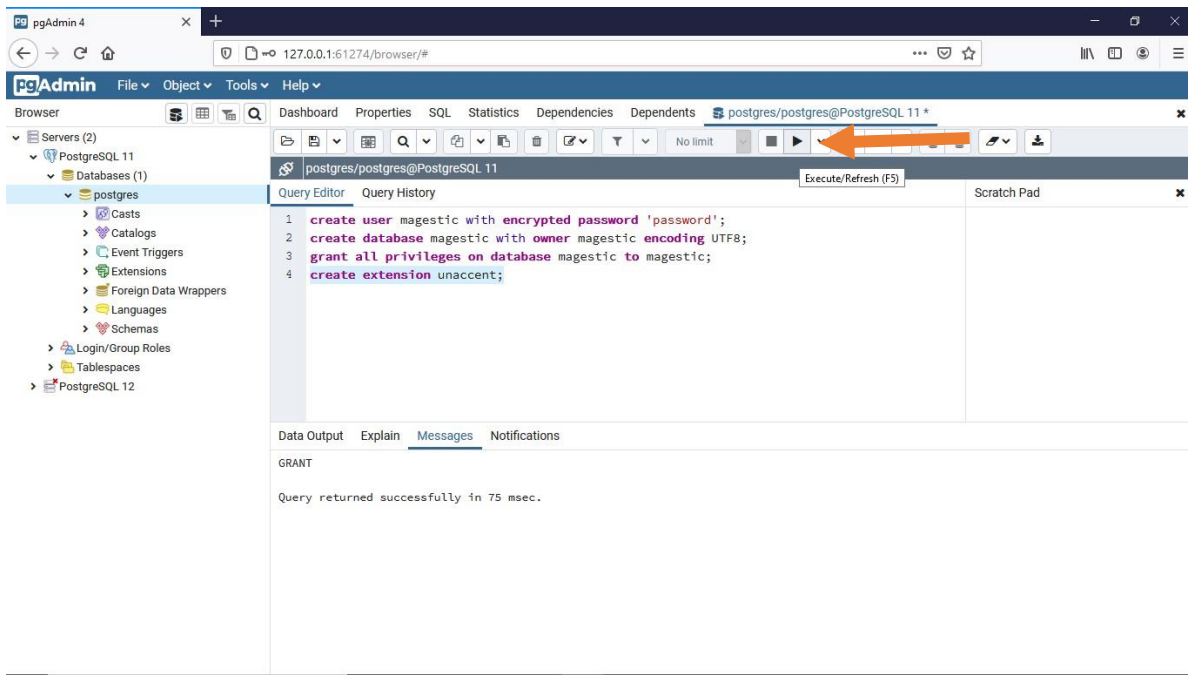 pgAdmin 4
127.0.0.1:61274/browser/#
pgAdmin File Object Tools Help
Browser
Dashboard Properties SQL Statistics Dependencies Dependents postgres/postgres@PostgreSQL 11 *
Servers (2)
PostgreSQL 11
Databases (1)
postgres
Casts
Catalogs
Event Triggers
Extensions
Foreign Data Wrappers
Languages
Schemas
Login/Group Roles
Tablespaces
PostgreSQL 12
No limit
postgres/postgres@PostgreSQL 11
Execute/Refresh (F5)
Query Editor Query History
Scratch Pad
1 create user magestic with encrypted password 'password';
2 create database magestic with owner magestic encoding UTF8;
3 grant all privileges on database magestic to magestic;
4 create extension unaccent;
Data Output Explain Messages Notifications
GRANT
Query returned successfully in 75 msec.